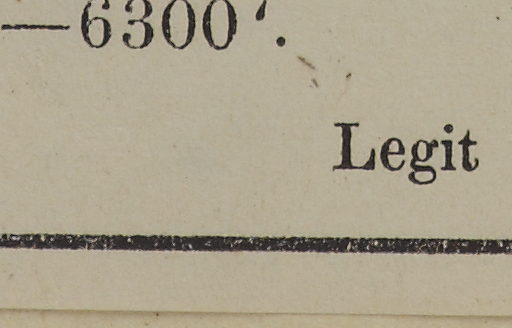 —6300‘.
Legit